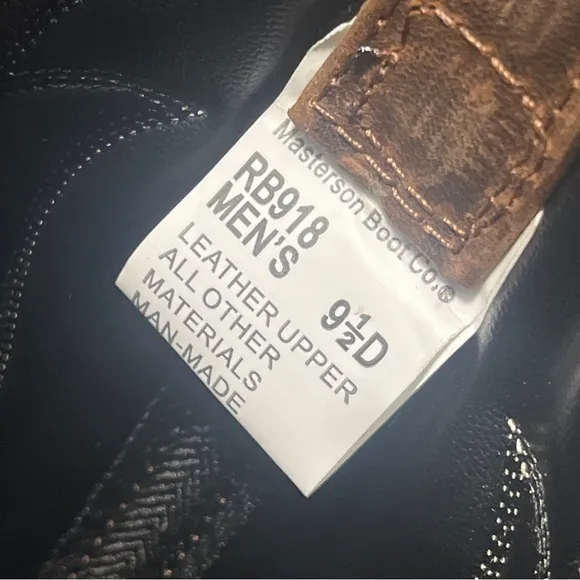 Masterson Boot Co.®
RB918
MEN'S 9½D
LEATHER UPPER
ALL OTHER
MATERIALS
MAN-MADE